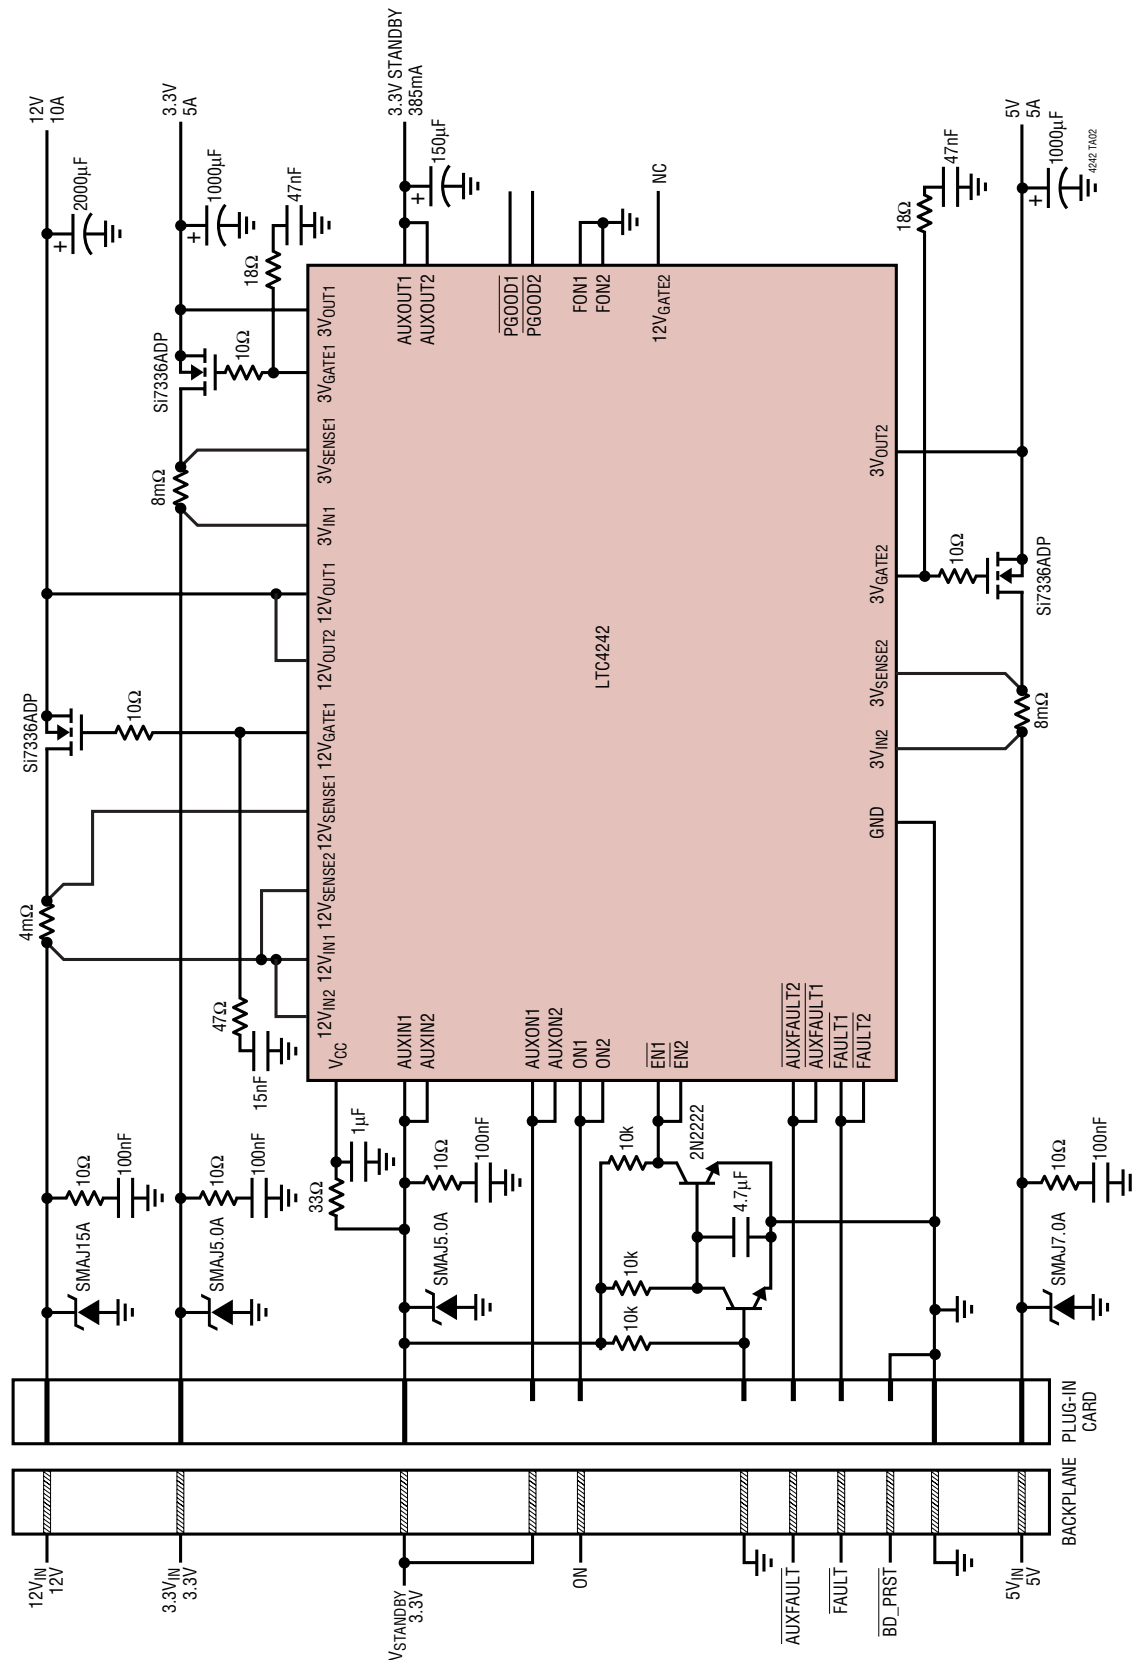 12V
10A
2000µF
3.3V
5A
1000µF
47nF
18Ω
3.3V STANDBY
385mA
150µF
NC
5V
5A
1000µF
47nF
18Ω
4242 TA02
Si7336ADP
10Ω
8mΩ
Si7336ADP
10Ω
4mΩ
47Ω
15nF
3VOUT1
3VGATE1
3VSENSE1
3VIN1
12VOUT1
12VOUT2
12VGATE1
12VSENSE1
12VSENSE2
12VIN1
12VIN2
VCC
AUXOUT1
AUXOUT2
PGOOD1
PGOOD2
FON1
FON2
12VGATE2
LTC4242
3VOUT2
3VGATE2
3VSENSE2
3VIN2
GND
AUXIN1
AUXIN2
AUXON1
AUXON2
ON1
ON2
EN1
EN2
AUXFAULT2
AUXFAULT1
FAULT1
FAULT2
10Ω
Si7336ADP
8mΩ
10Ω
100nF
SMAJ15A
10Ω
100nF
SMAJ5.0A
33Ω
1µF
10Ω
100nF
SMAJ5.0A
10k
2N2222
4.7µF
10k
10k
10Ω
100nF
SMAJ7.0A
PLUG-IN
CARD
BACKPLANE
12VIN
12V
3.3VIN
3.3V
VSTANDBY
3.3V
ON
AUXFAULT
FAULT
BD_PRST
5VIN
5V